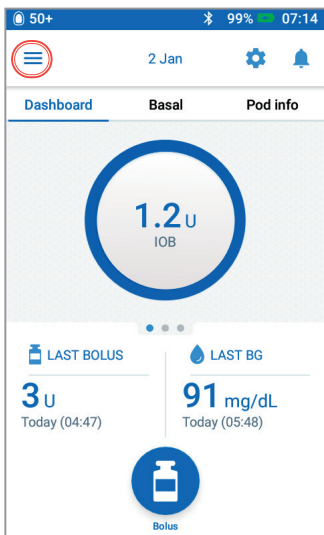 50+ 99% 07:14
2 Jan
Dashboard Basal Pod info
1.2 U
IOB
LAST BOLUS LAST BG
3 U 91 mg/dL
Today (04:47) Today (05:48)
Bolus